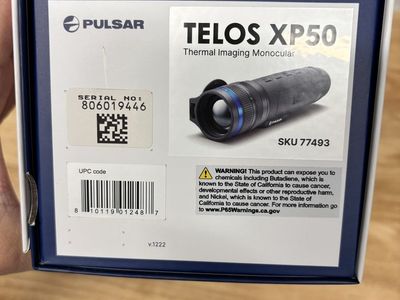 PULSAR
TELOS XP50
Thermal Imaging Monocular
SERIAL NO:
806019446
PULSAR
SKU 77493
UPC code
8 10119 01248 7
WARNING! This product can expose you to
chemicals including Butadiene, which is
known to the State of California to cause cancer,
developmental effects or other reproductive harm,
and Nickel, which is known to the State of
California to cause cancer. For more information go
to www.P65Warnings.ca.gov
v.1222